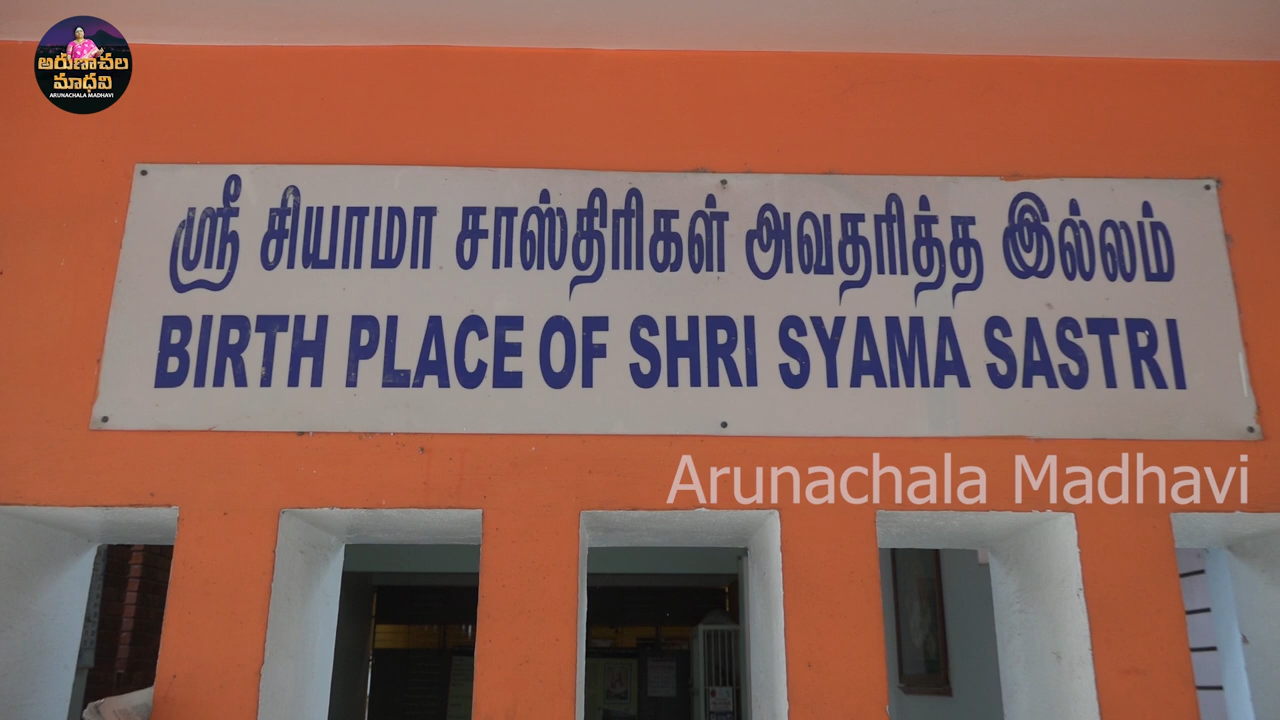 అరుణాచల
మాధవి
ARUNACHALA MADHAVI
ஸ்ரீ சியாமா சாஸ்திரிகள் அவதரித்த இல்லம்
BIRTH PLACE OF SHRI SYAMA SASTRI
Arunachala Madhavi